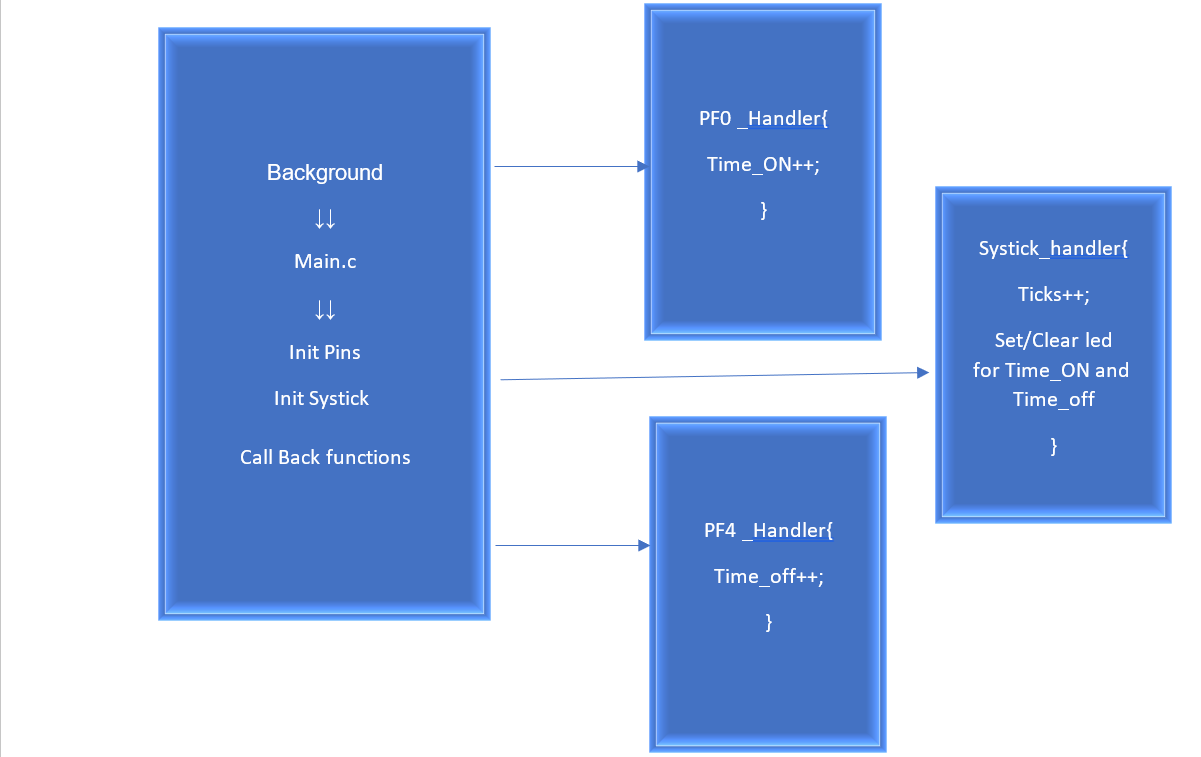 Background
↓↓
Main.c
↓↓
Init Pins
Init Systick
Call Back functions
PF0 _Handler{
Time_ON++;
}
Systick_handler{
Ticks++;
Set/Clear led
for Time_ON and
Time_off
}
PF4 _Handler{
Time_off++;
}